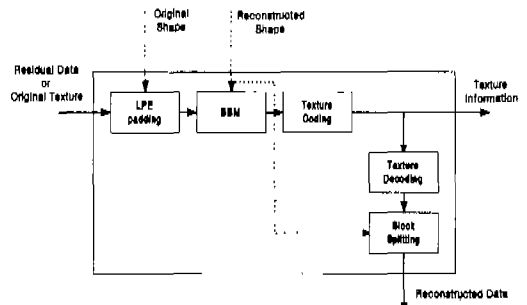 Original
Shape
Reconstructed
Shape
Residual Data
or
Original Texture
LPE
padding
BBM
Texture
Coding
Texture
Information
Texture
Decoding
Block
Splitting
Reconstructed Data